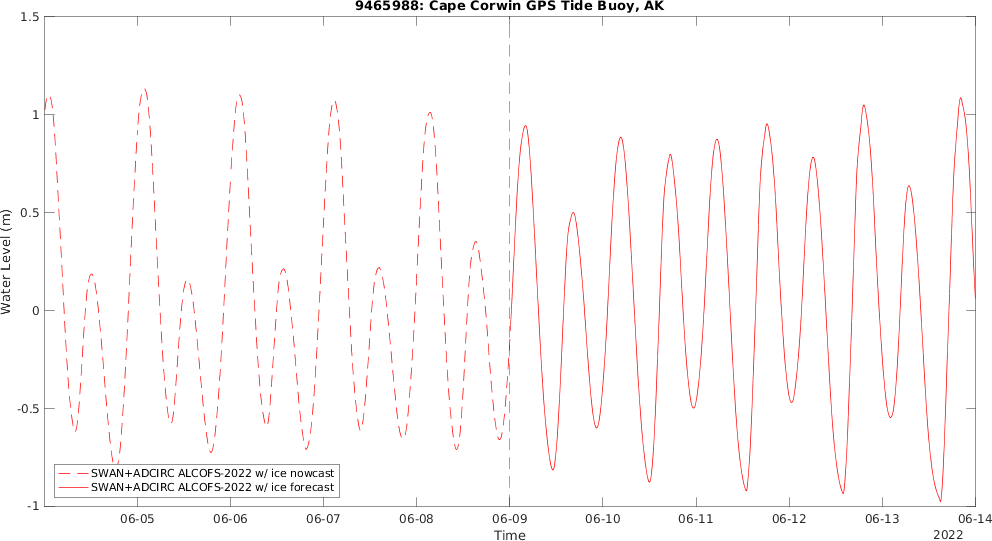 9465988: Cape Corwin GPS Tide Buoy, AK
1.5
1
0.5
0
-0.5
-1
Water Level (m)
SWAN+ADCIRC ALCOFS-2022 w/ ice nowcast
SWAN+ADCIRC ALCOFS-2022 w/ ice forecast
06-05 06-06 06-07 06-08 06-09 06-10 06-11 06-12 06-13 06-14
Time
2022